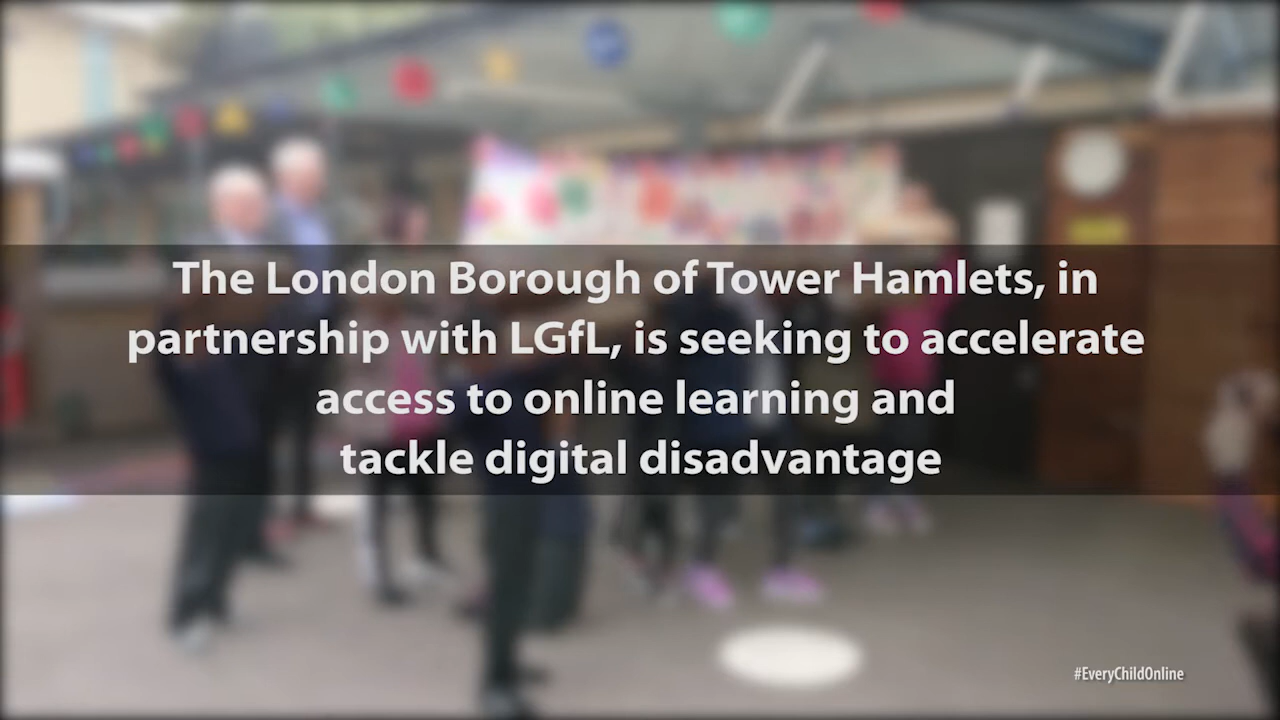 The London Borough of Tower Hamlets, in
partnership with LGfL, is seeking to accelerate
access to online learning and
tackle digital disadvantage
#EveryChildOnline